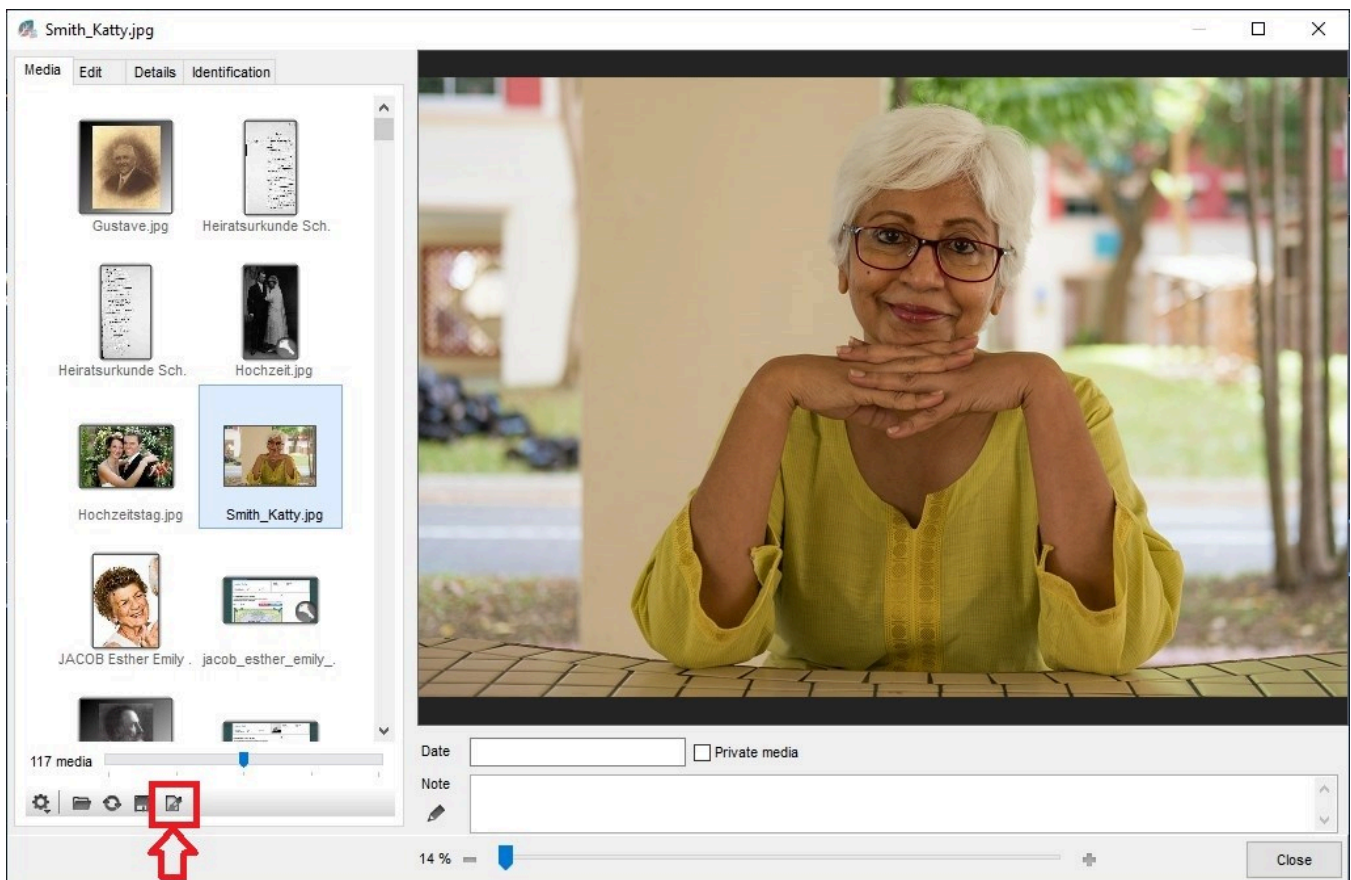 Smith_Katty.jpg
Media Edit Details Identification
Gustave.jpg Heiratsurkunde Sch.
Heiratsurkunde Sch. Hochzeit.jpg
Hochzeitstag.jpg Smith_Katty.jpg
JACOB Esther Emily . jacob_esther_emily_.
117 media
Date Private media
Note
14 %
Close